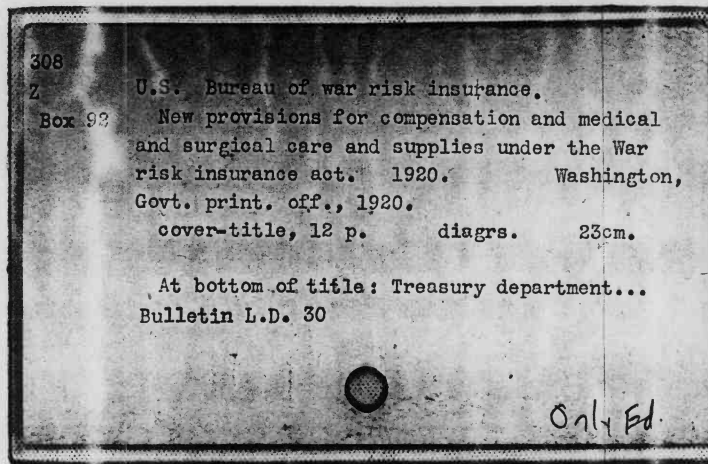 308
Z
Box 92
U.S. Bureau of war risk insurance.
New provisions for compensation and medical
and surgical care and supplies under the War
risk insurance act. 1920. Washington,
Govt. print. off., 1920.
cover-title, 12 p. diagrs. 23cm.
At bottom of title: Treasury department...
Bulletin L.D. 30
Only Ed.